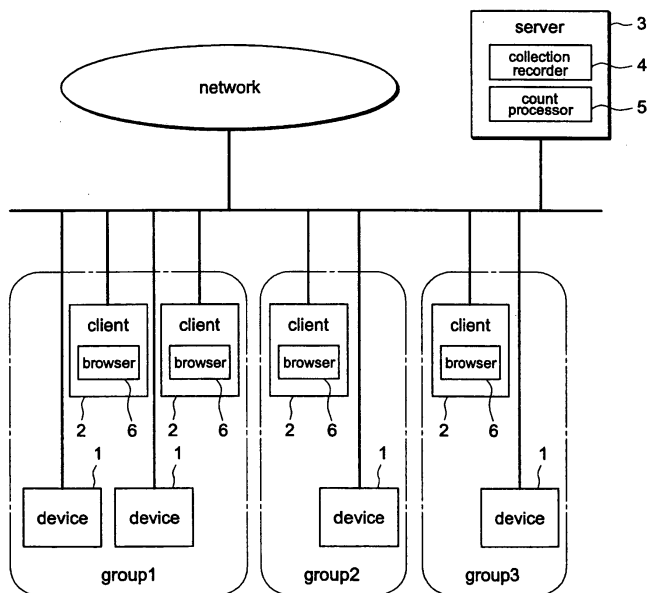 server
3
collection
recorder
4
count
processor
5
network
client
browser
2
6
client
browser
2
6
client
browser
2
6
client
browser
2
6
1
device
1
device
1
device
1
device
group1
group2
group3